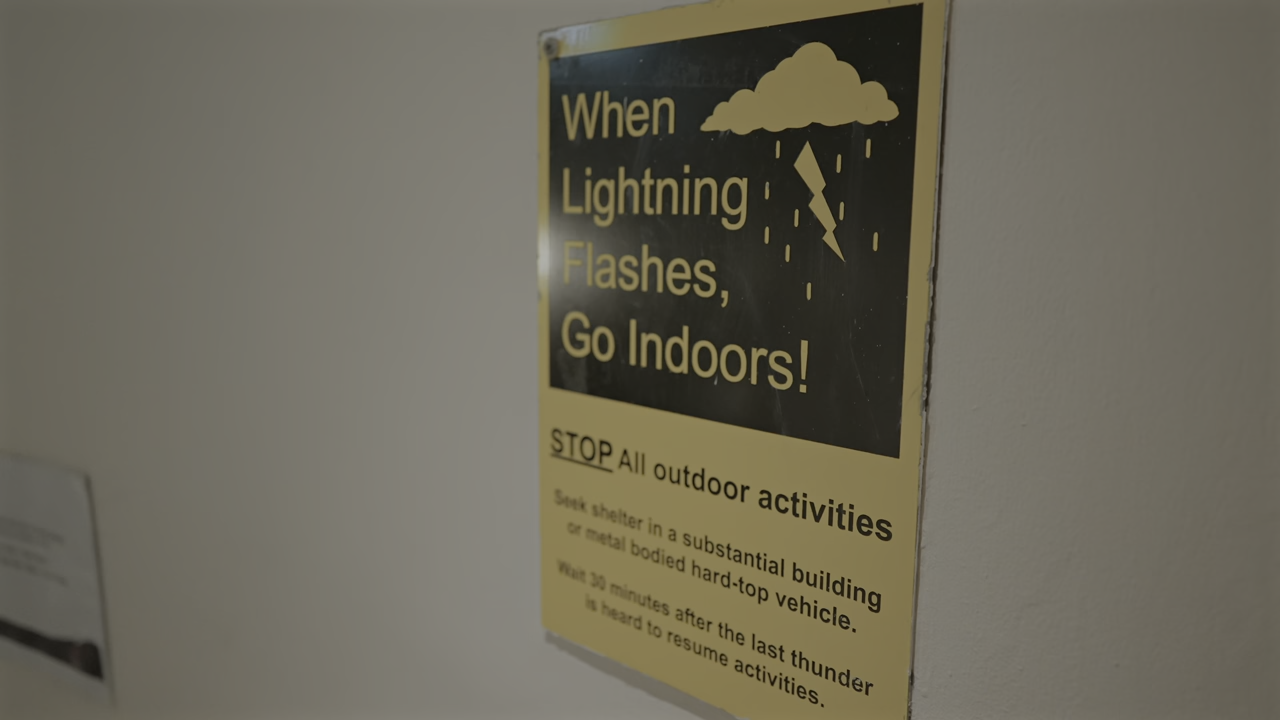 When
Lightning
Flashes,
Go Indoors!
STOP All outdoor activities
Seek shelter in a substantial building
or metal bodied hard-top vehicle.
Wait 30 minutes after the last thunder
is heard to resume activities.